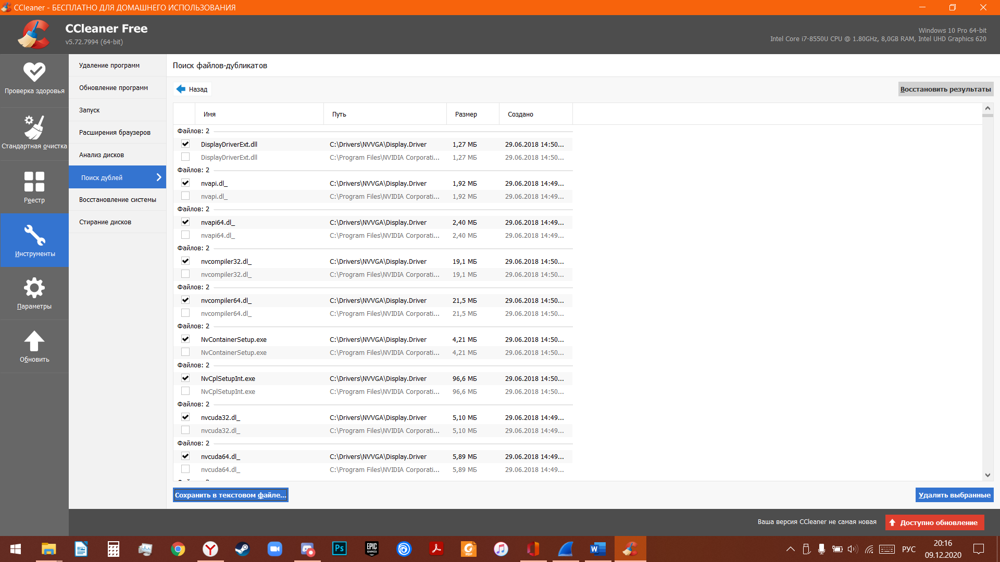 CCleaner - БЕСПЛАТНО ДЛЯ ДОМАШНЕГО ИСПОЛЬЗОВАНИЯ
CCleaner Free
v5.72.7994 (64-bit)
Windows 10 Pro 64-bit
Intel Core i7-8550U CPU @ 1.80GHz, 8,0GB RAM, Intel UHD Graphics 620
Проверка здоровья
Стандартная очистка
Реестр
Инструменты
Параметры
Обновить
Удаление программ
Обновление программ
Запуск
Расширения браузеров
Анализ дисков
Поиск дублей
Восстановление системы
Стирание дисков
Поиск файлов-дубликатов
Назад
Восстановить результаты
Имя Путь Размер Создано
Файлов: 2
DisplayDriverExt.dll C:\Drivers\NVVGA\Display.Driver 1,27 МБ 29.06.2018 14:50...
DisplayDriverExt.dll C:\Program Files\NVIDIA Corporati... 1,27 МБ 29.06.2018 14:50...
Файлов: 2
nvapi.dl_ C:\Drivers\NVVGA\Display.Driver 1,92 МБ 29.06.2018 14:49...
nvapi.dl_ C:\Program Files\NVIDIA Corporati... 1,92 МБ 29.06.2018 14:49...
Файлов: 2
nvapi64.dl_ C:\Drivers\NVVGA\Display.Driver 2,40 МБ 29.06.2018 14:49...
nvapi64.dl_ C:\Program Files\NVIDIA Corporati... 2,40 МБ 29.06.2018 14:49...
Файлов: 2
nvcompiler32.dl_ C:\Drivers\NVVGA\Display.Driver 19,1 МБ 29.06.2018 14:50...
nvcompiler32.dl_ C:\Program Files\NVIDIA Corporati... 19,1 МБ 29.06.2018 14:50...
Файлов: 2
nvcompiler64.dl_ C:\Drivers\NVVGA\Display.Driver 21,5 МБ 29.06.2018 14:50...
nvcompiler64.dl_ C:\Program Files\NVIDIA Corporati... 21,5 МБ 29.06.2018 14:50...
Файлов: 2
NvContainerSetup.exe C:\Drivers\NVVGA\Display.Driver 4,21 МБ 29.06.2018 14:50...
NvContainerSetup.exe C:\Program Files\NVIDIA Corporati... 4,21 МБ 29.06.2018 14:50...
Файлов: 2
NvCplSetupInt.exe C:\Drivers\NVVGA\Display.Driver 96,6 МБ 29.06.2018 14:50...
NvCplSetupInt.exe C:\Program Files\NVIDIA Corporati... 96,6 МБ 29.06.2018 14:50...
Файлов: 2
nvcuda32.dl_ C:\Drivers\NVVGA\Display.Driver 5,10 МБ 29.06.2018 14:49...
nvcuda32.dl_ C:\Program Files\NVIDIA Corporati... 5,10 МБ 29.06.2018 14:49...
Файлов: 2
nvcuda64.dl_ C:\Drivers\NVVGA\Display.Driver 5,89 МБ 29.06.2018 14:49...
nvcuda64.dl_ C:\Program Files\NVIDIA Corporati... 5,89 МБ 29.06.2018 14:49...
Сохранить в текстовом файле...
Удалить выбранные
Ваша версия CCleaner не самая новая
Доступно обновление
Ps
EPIC
GAMES
PDF
РУС
20:16
09.12.2020